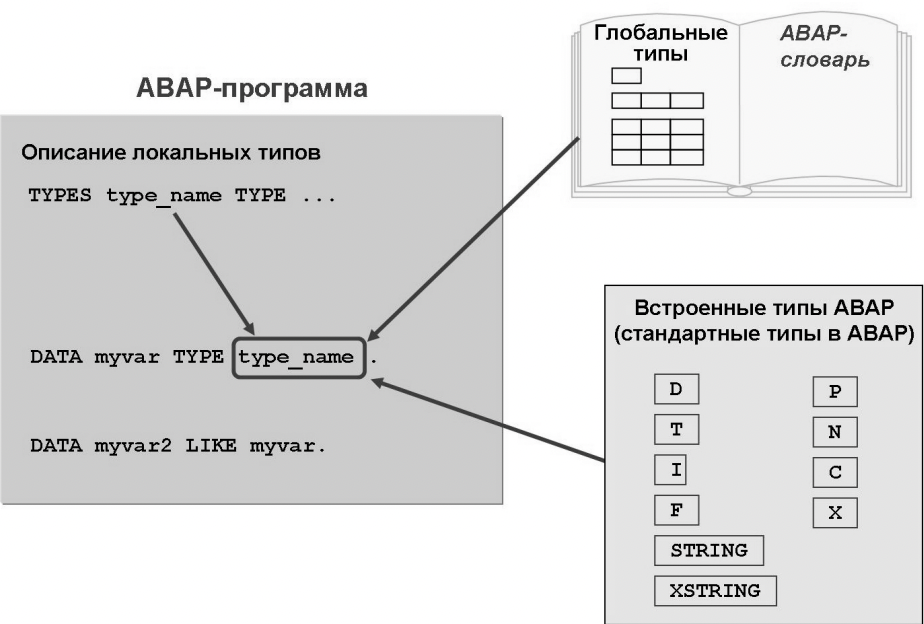 Глобальные
типы
ABAP-
словарь
ABAP-программа
Описание локальных типов
TYPES type_name TYPE ...
DATA myvar TYPE type_name .
DATA myvar2 LIKE myvar.
Встроенные типы ABAP
(стандартные типы в ABAP)
D P
T N
I C
F X
STRING
XSTRING